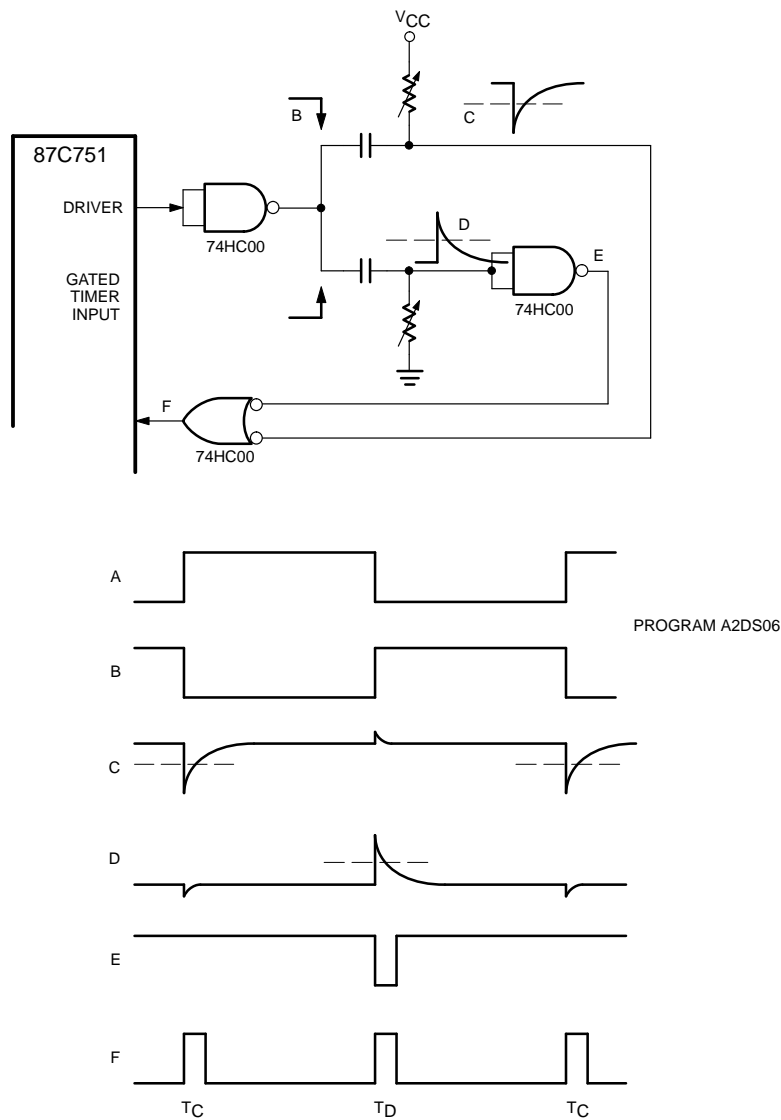 VCC
B
C
87C751
DRIVER
74HC00
D
E
GATED
TIMER
INPUT
74HC00
F
74HC00
A
PROGRAM A2DS06
B
C
D
E
F
TC
TD
TC